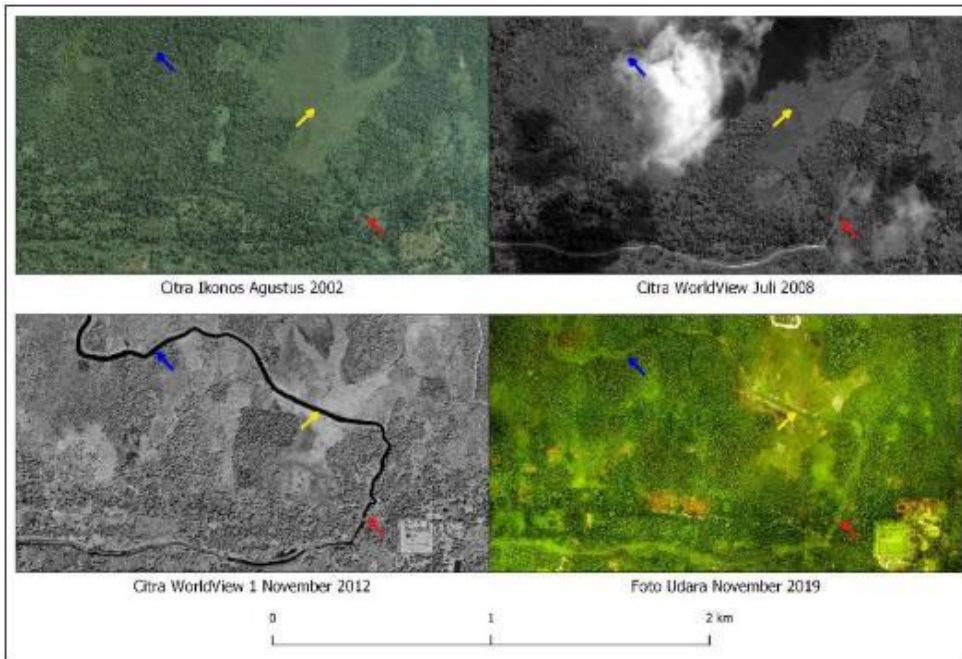 Citra Ikonos Agustus 2002
Citra WorldView Juli 2008
Citra WorldView 1 November 2012
Foto Udara November 2019
0 1 2 km